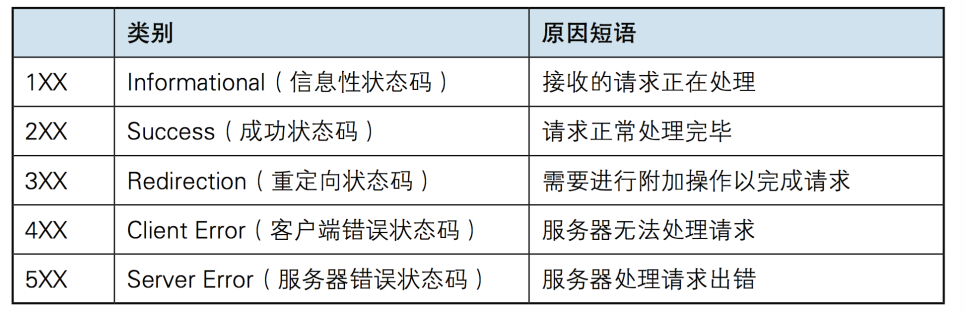 类别 原因短语
1XX Informational（信息性状态码） 接收的请求正在处理
2XX Success（成功状态码） 请求正常处理完毕
3XX Redirection（重定向状态码） 需要进行附加操作以完成请求
4XX Client Error（客户端错误状态码） 服务器无法处理请求
5XX Server Error（服务器错误状态码） 服务器处理请求出错